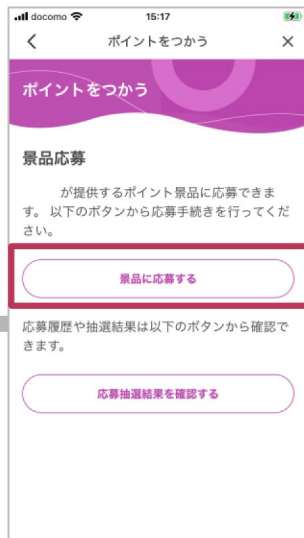 docomo 15:17
ポイントをつかう
ポイントをつかう
景品応募
が提供するポイント景品に応募できま
す。以下のボタンから応募手続きを行ってくだ
さい。
景品に応募する
応募履歴や抽選結果は以下のボタンから確認で
きます。
応募抽選結果を確認する